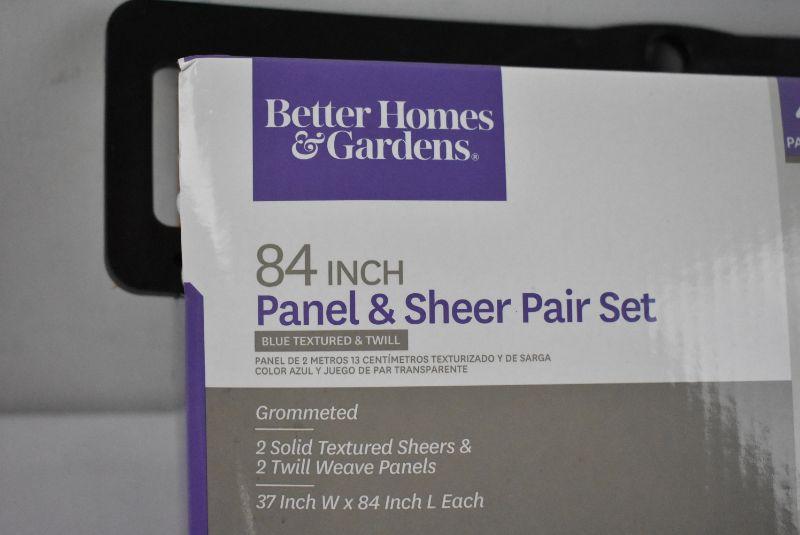 Better Homes
& Gardens®
84 INCH
Panel & Sheer Pair Set
BLUE TEXTURED & TWILL
PANEL DE 2 METROS 13 CENTÍMETROS TEXTURIZADO Y DE SARGA
COLOR AZUL Y JUEGO DE PAR TRANSPARENTE
Grommeted
2 Solid Textured Sheers &
2 Twill Weave Panels
37 Inch W x 84 Inch L Each